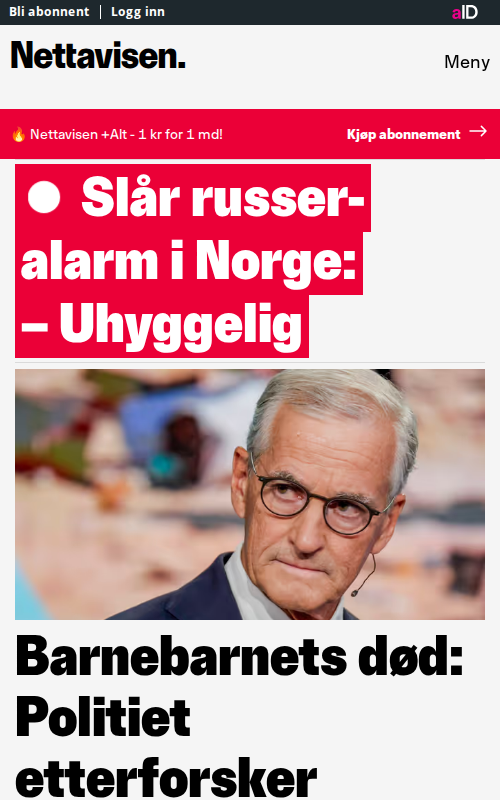 Bli abonnent | Logg inn
aID
Nettavisen.
Meny
🔥 Nettavisen +Alt - 1 kr for 1 md!
Kjøp abonnement →
Slår russer-
alarm i Norge:
– Uhyggelig
Barnebarnets død:
Politiet
etterforsker